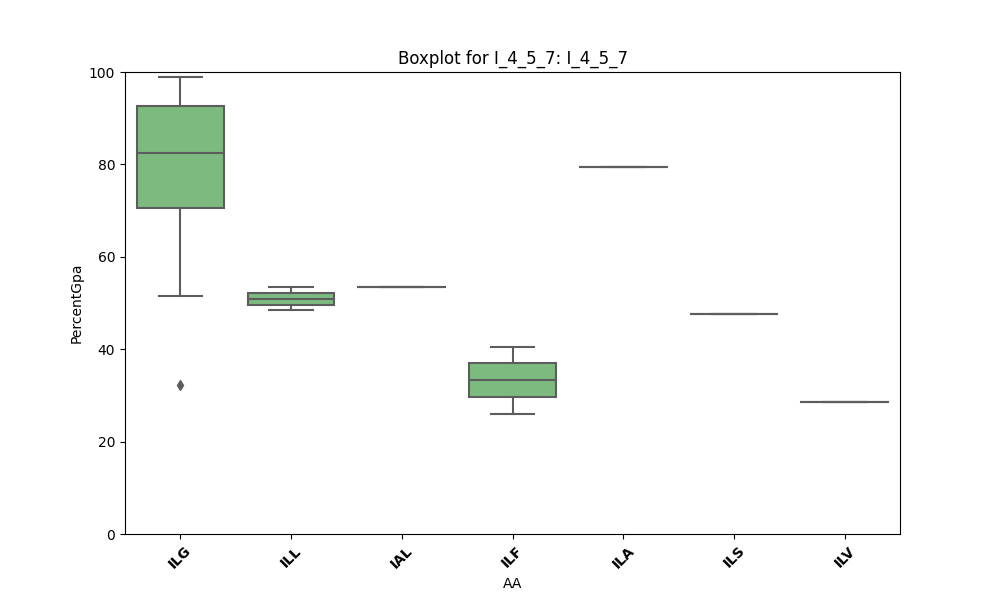 Boxplot for I_4_5_7: I_4_5_7
100
80
60
40
20
0
PercentGpa
ILG
ILL
IAL
ILF
ILA
ILS
ILV
AA